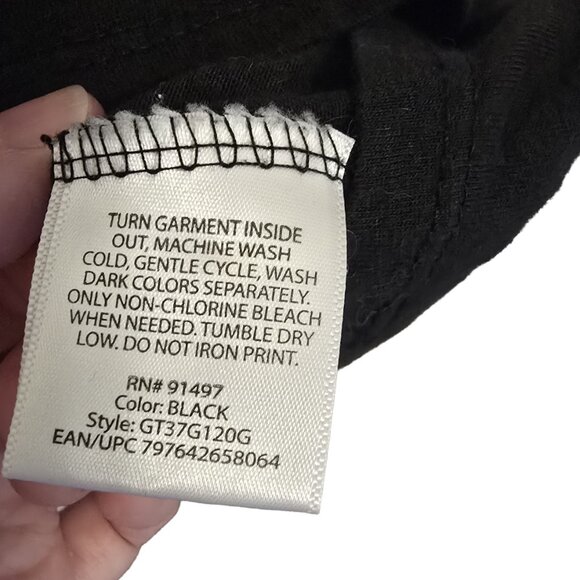 TURN GARMENT INSIDE
OUT, MACHINE WASH
COLD, GENTLE CYCLE, WASH
DARK COLORS SEPARATELY.
ONLY NON-CHLORINE BLEACH
WHEN NEEDED. TUMBLE DRY
LOW. DO NOT IRON PRINT.
RN# 91497
Color: BLACK
Style: GT37G120G
EAN/UPC 797642658064